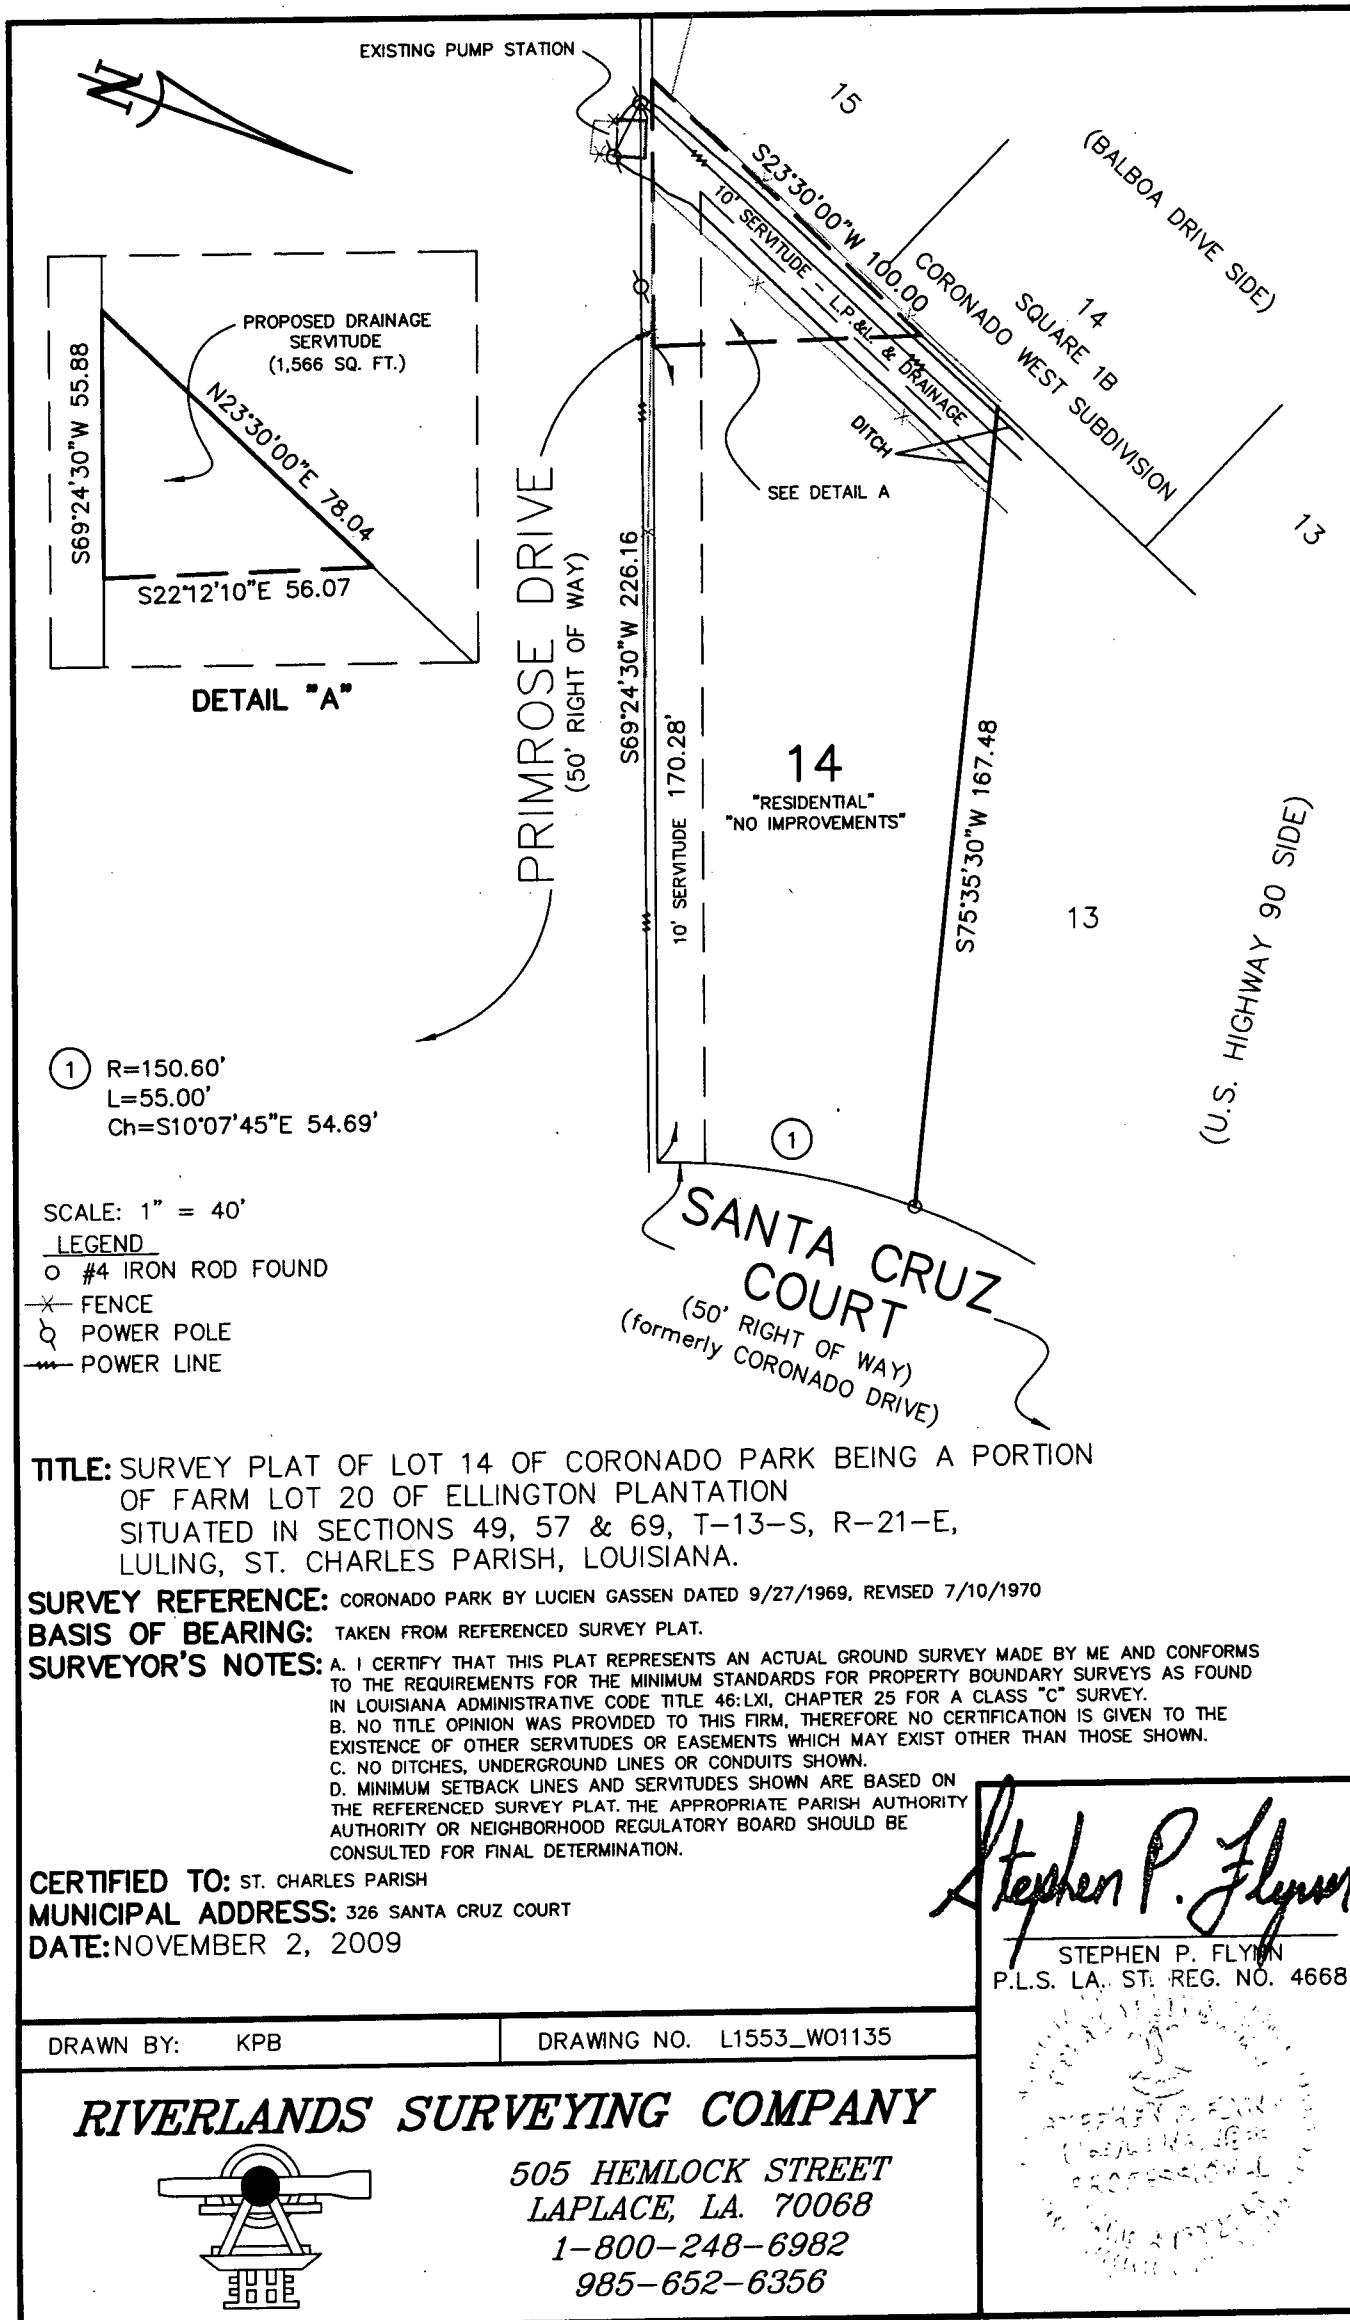 N
EXISTING PUMP STATION
15
(BALBOA DRIVE SIDE)
S23°30'00"W 100.00
10' SERVITUDE - L.P.&L. & DRAINAGE
14
SQUARE 1B
CORONADO WEST SUBDIVISION
DITCH
13
SEE DETAIL A
PROPOSED DRAINAGE
SERVITUDE
(1,566 SQ. FT.)
S69°24'30"W 55.88
N23°30'00"E 78.04
S22°12'10"E 56.07
DETAIL "A"
PRIMROSE DRIVE
(50' RIGHT OF WAY)
S69°24'30"W 226.16
10' SERVITUDE 170.28'
14
"RESIDENTIAL"
"NO IMPROVEMENTS"
S75°35'30"W 167.48
13
(U.S. HIGHWAY 90 SIDE)
1 R=150.60'
L=55.00'
Ch=S10°07'45"E 54.69'
1
SANTA CRUZ
COURT
(50' RIGHT OF WAY)
(formerly CORONADO DRIVE)
SCALE: 1" = 40'
LEGEND
#4 IRON ROD FOUND
FENCE
POWER POLE
POWER LINE
TITLE: SURVEY PLAT OF LOT 14 OF CORONADO PARK BEING A PORTION
OF FARM LOT 20 OF ELLINGTON PLANTATION
SITUATED IN SECTIONS 49, 57 & 69, T-13-S, R-21-E,
LULING, ST. CHARLES PARISH, LOUISIANA.
SURVEY REFERENCE: CORONADO PARK BY LUCIEN GASSEN DATED 9/27/1969, REVISED 7/10/1970
BASIS OF BEARING: TAKEN FROM REFERENCED SURVEY PLAT.
SURVEYOR'S NOTES: A. I CERTIFY THAT THIS PLAT REPRESENTS AN ACTUAL GROUND SURVEY MADE BY ME AND CONFORMS
TO THE REQUIREMENTS FOR THE MINIMUM STANDARDS FOR PROPERTY BOUNDARY SURVEYS AS FOUND
IN LOUISIANA ADMINISTRATIVE CODE TITLE 46:LXI, CHAPTER 25 FOR A CLASS "C" SURVEY.
B. NO TITLE OPINION WAS PROVIDED TO THIS FIRM, THEREFORE NO CERTIFICATION IS GIVEN TO THE
EXISTENCE OF OTHER SERVITUDES OR EASEMENTS WHICH MAY EXIST OTHER THAN THOSE SHOWN.
C. NO DITCHES, UNDERGROUND LINES OR CONDUITS SHOWN.
D. MINIMUM SETBACK LINES AND SERVITUDES SHOWN ARE BASED ON
THE REFERENCED SURVEY PLAT. THE APPROPRIATE PARISH AUTHORITY
AUTHORITY OR NEIGHBORHOOD REGULATORY BOARD SHOULD BE
CONSULTED FOR FINAL DETERMINATION.
CERTIFIED TO: ST. CHARLES PARISH
MUNICIPAL ADDRESS: 326 SANTA CRUZ COURT
DATE: NOVEMBER 2, 2009
Stephen P. Flynn
STEPHEN P. FLYNN
P.L.S. LA. ST. REG. NO. 4668
DRAWN BY: KPB
DRAWING NO. L1553_WO1135
RIVERLANDS SURVEYING COMPANY
505 HEMLOCK STREET
LAPLACE, LA. 70068
1-800-248-6982
985-652-6356